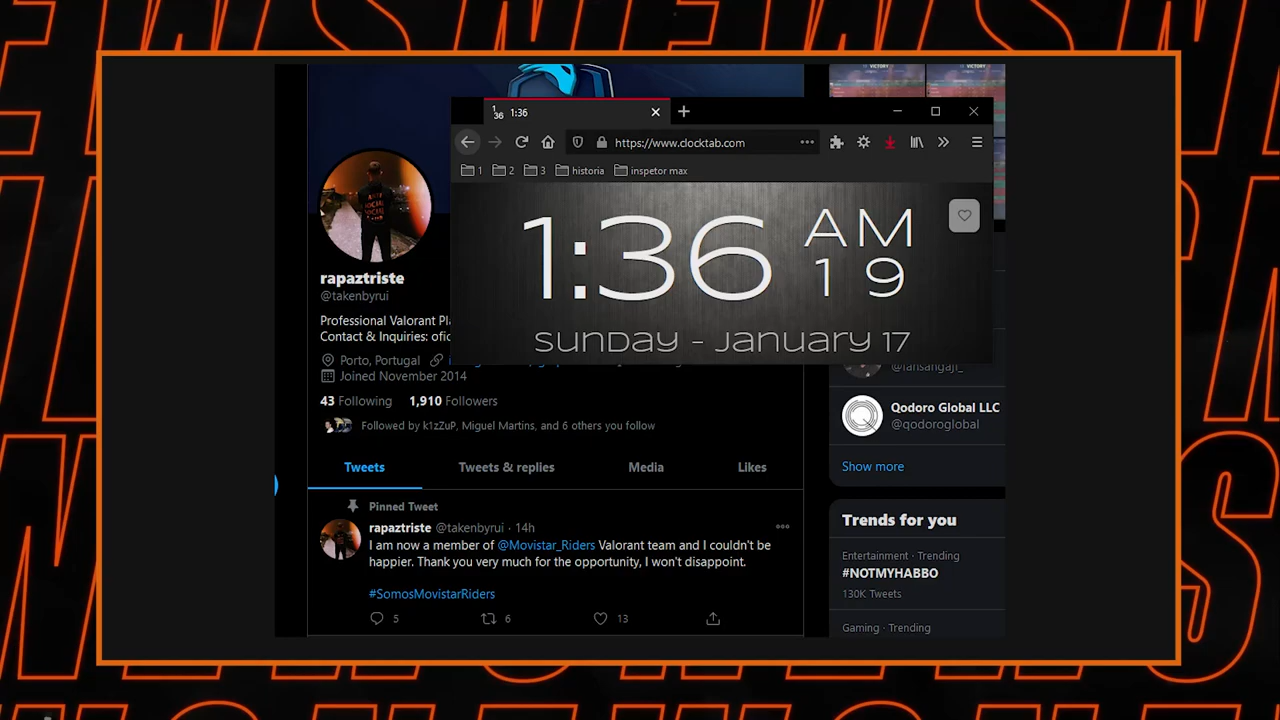 1:36
https://www.clocktab.com
1
2
3
historia
inspetor max
1:36 AM
19
Sunday - January 17
rapaztriste
@takenbyrui
Professional Valorant
Contact & Inquiries:
Porto, Portugal
Joined November 2014
43 Following 1,910 Followers
Followed by k1zZuP, Miguel Martins, and 6 others you follow
Tweets Tweets & replies Media Likes
Pinned Tweet
rapaztriste @takenbyrui · 14h
I am now a member of @Movistar_Riders Valorant team and I couldn't be
happier. Thank you very much for the opportunity, I won't disappoint.
#SomosMovistarRiders
5 6 13
VICTORY
VICTORY
Qodoro Global LLC
@qodoroglobal
Show more
Trends for you
Entertainment · Trending
#NOTMYHABBO
130K Tweets
Gaming · Trending